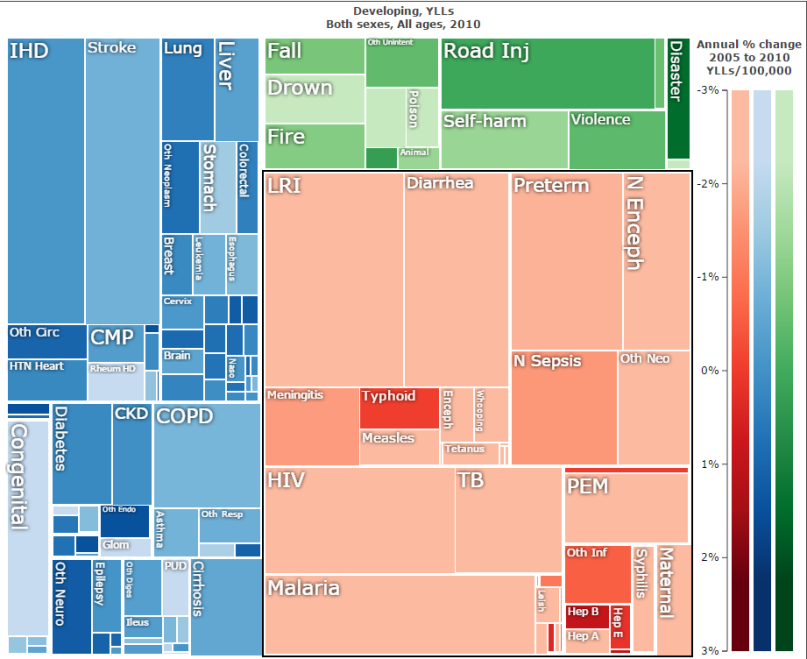 Developing, YLLs
Both sexes, All ages, 2010
IHD
Stroke
Lung
Liver
Oth Neoplasm
Stomach
Colorectal
Breast
Leukemia
Esophagus
Cervix
Brain
Naso
Oth Circ
CMP
HTN Heart
Rheum HD
Congenital
Diabetes
CKD
COPD
Oth Endo
Glom
Asthma
Oth Resp
Oth Neuro
Epilepsy
Oth Diges
PUD
Cirrhosis
Ileus
Fall
Oth Unintent
Road Inj
Disaster
Drown
Poison
Fire
Animal
Self-harm
Violence
LRI
Diarrhea
Preterm
N Enceph
N Sepsis
Oth Neo
Meningitis
Typhoid
Enceph
Whooping
Measles
Tetanus
HIV
TB
PEM
Malaria
Leish
Oth Inf
Syphilis
Maternal
Hep B
Hep E
Hep A
Annual % change
2005 to 2010
YLLs/100,000
-3%
-2%
-1%
0%
1%
2%
3%